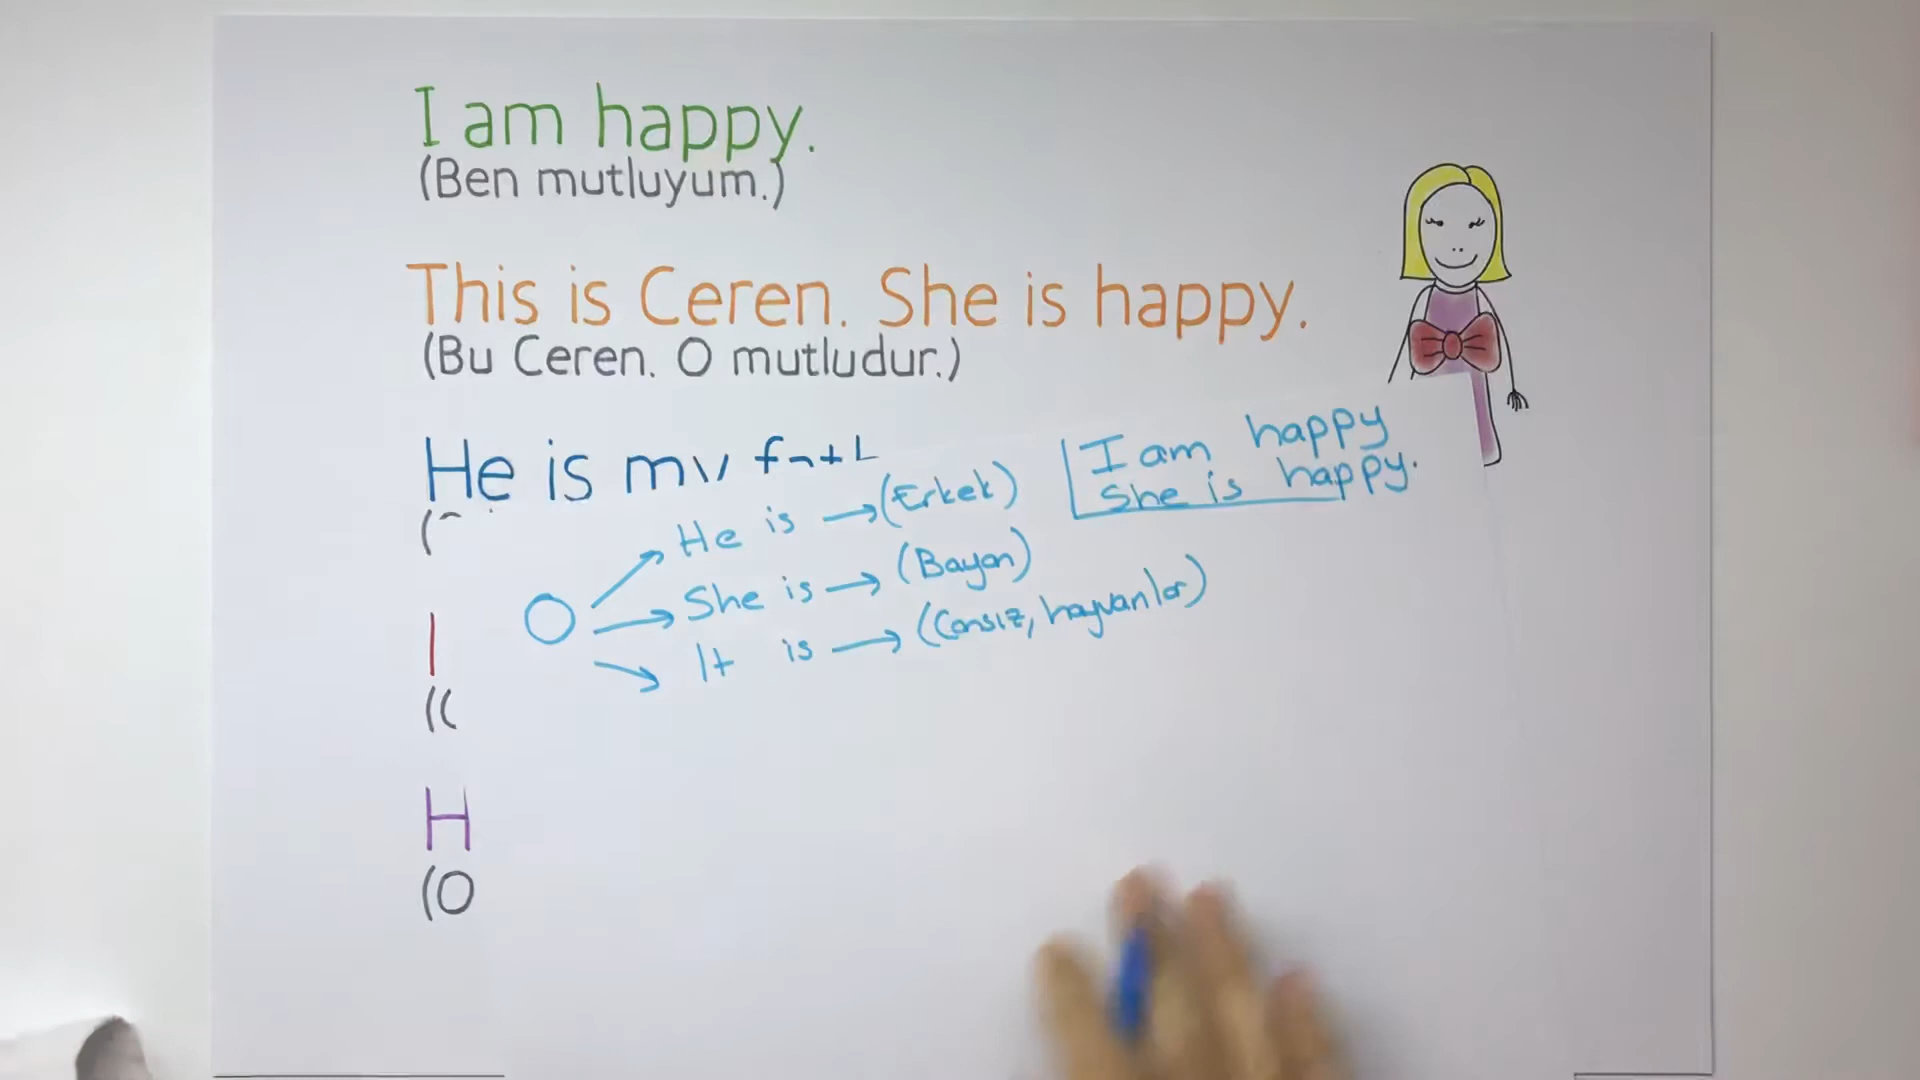 I am happy.
(Ben mutluyum.)
This is Ceren. She is happy.
(Bu Ceren. O mutludur.)
He is my
I am happy
She is happy.
He is → (Erkek)
O → She is → (Bayan)
It is → (Cansız, hayvanlar)
I
((
H
(O